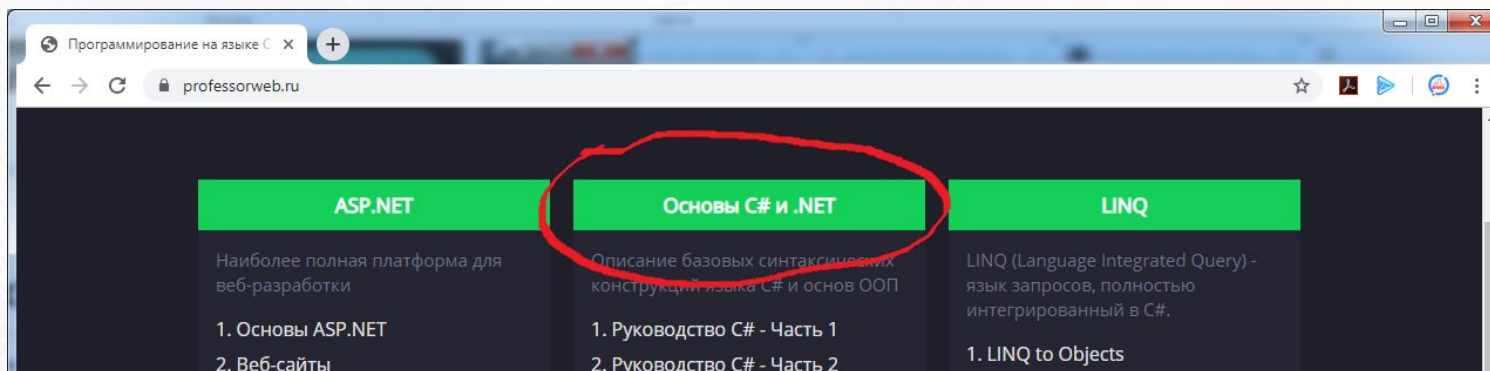 Программирование на языке C
professorweb.ru
ASP.NET
Наиболее полная платформа для
веб-разработки
1. Основы ASP.NET
2. Веб-сайты
Основы C# и .NET
Описание базовых синтаксических
конструкций языка C# и основ ООП
1. Руководство C# - Часть 1
2. Руководство C# - Часть 2
LINQ
LINQ (Language Integrated Query) -
язык запросов, полностью
интегрированный в C#.
1. LINQ to Objects